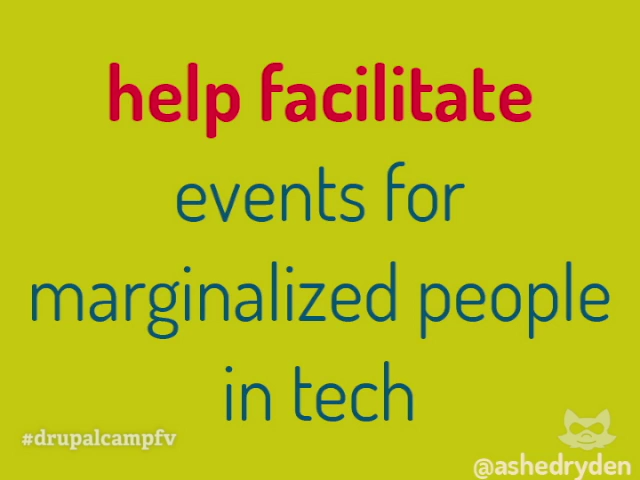 help facilitate
events for
marginalized people
in tech
#drupalcampfv
@ashedryden